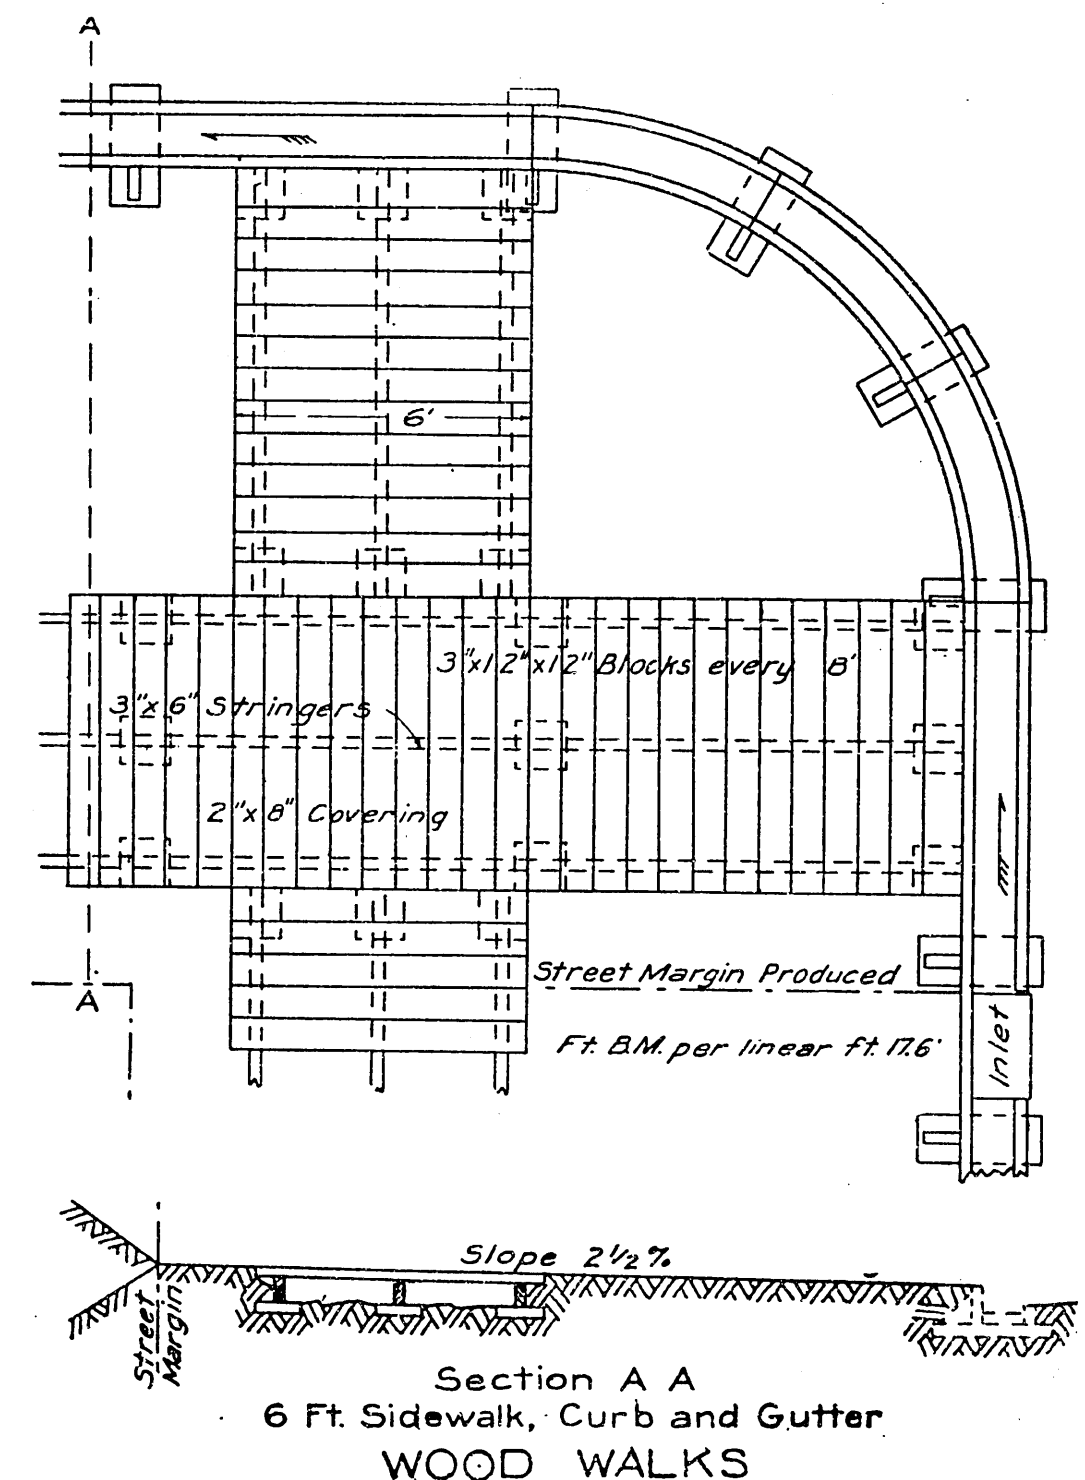 A
6'
3"x12"x12" Blocks every 8'
3"x6" Stringers
2"x8" Covering
Street Margin Produced
A
Ft. B.M. per linear ft. 17.6'
Inlet
Slope 2½%
Street
Margin
Section A A
6 Ft. Sidewalk, Curb and Gutter
WOOD WALKS